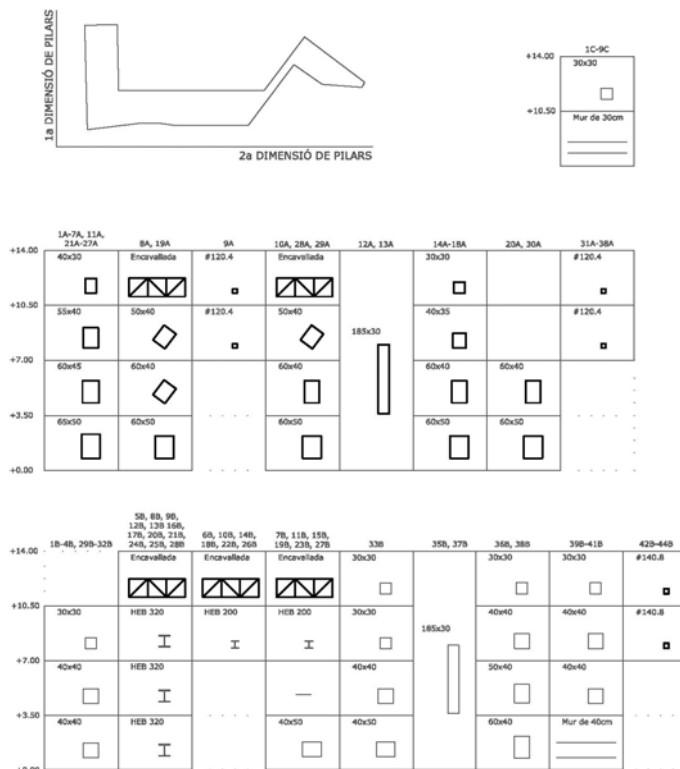 1a DIMENSIÓ DE PILARS
2a DIMENSIÓ DE PILARS
1C-9C
+14.00
30x30
+10.50
Mur de 30cm
1A-7A, 11A,
21A-27A
8A, 19A
9A
10A, 28A, 29A
12A, 13A
14A-18A
20A, 30A
31A-38A
+14.00
40x30
Encavallada
#120.4
Encavallada
30x30
#120.4
+10.50
55x40
50x40
#120.4
50x40
185x30
40x35
#120.4
+7.00
60x45
60x40
60x40
60x40
60x40
+3.50
65x50
60x50
60x50
60x50
60x50
+0.00
1B-4B, 29B-32B
5B, 8B, 9B,
12B, 13B 16B,
17B, 20B, 21B,
24B, 25B, 28B
6B, 10B, 14B,
18B, 22B, 26B
7B, 11B, 15B,
19B, 23B, 27B
33B
35B, 37B
36B, 38B
39B-41B
42B-44B
+14.00
Encavallada
Encavallada
Encavallada
30x30
30x30
30x30
#140.8
+10.50
30x30
HEB 320
HEB 200
HEB 200
30x30
185x30
40x40
40x40
#140.8
+7.00
40x40
HEB 320
40x40
50x40
40x40
+3.50
40x40
HEB 320
40x50
40x50
60x40
Mur de 40cm
+0.00